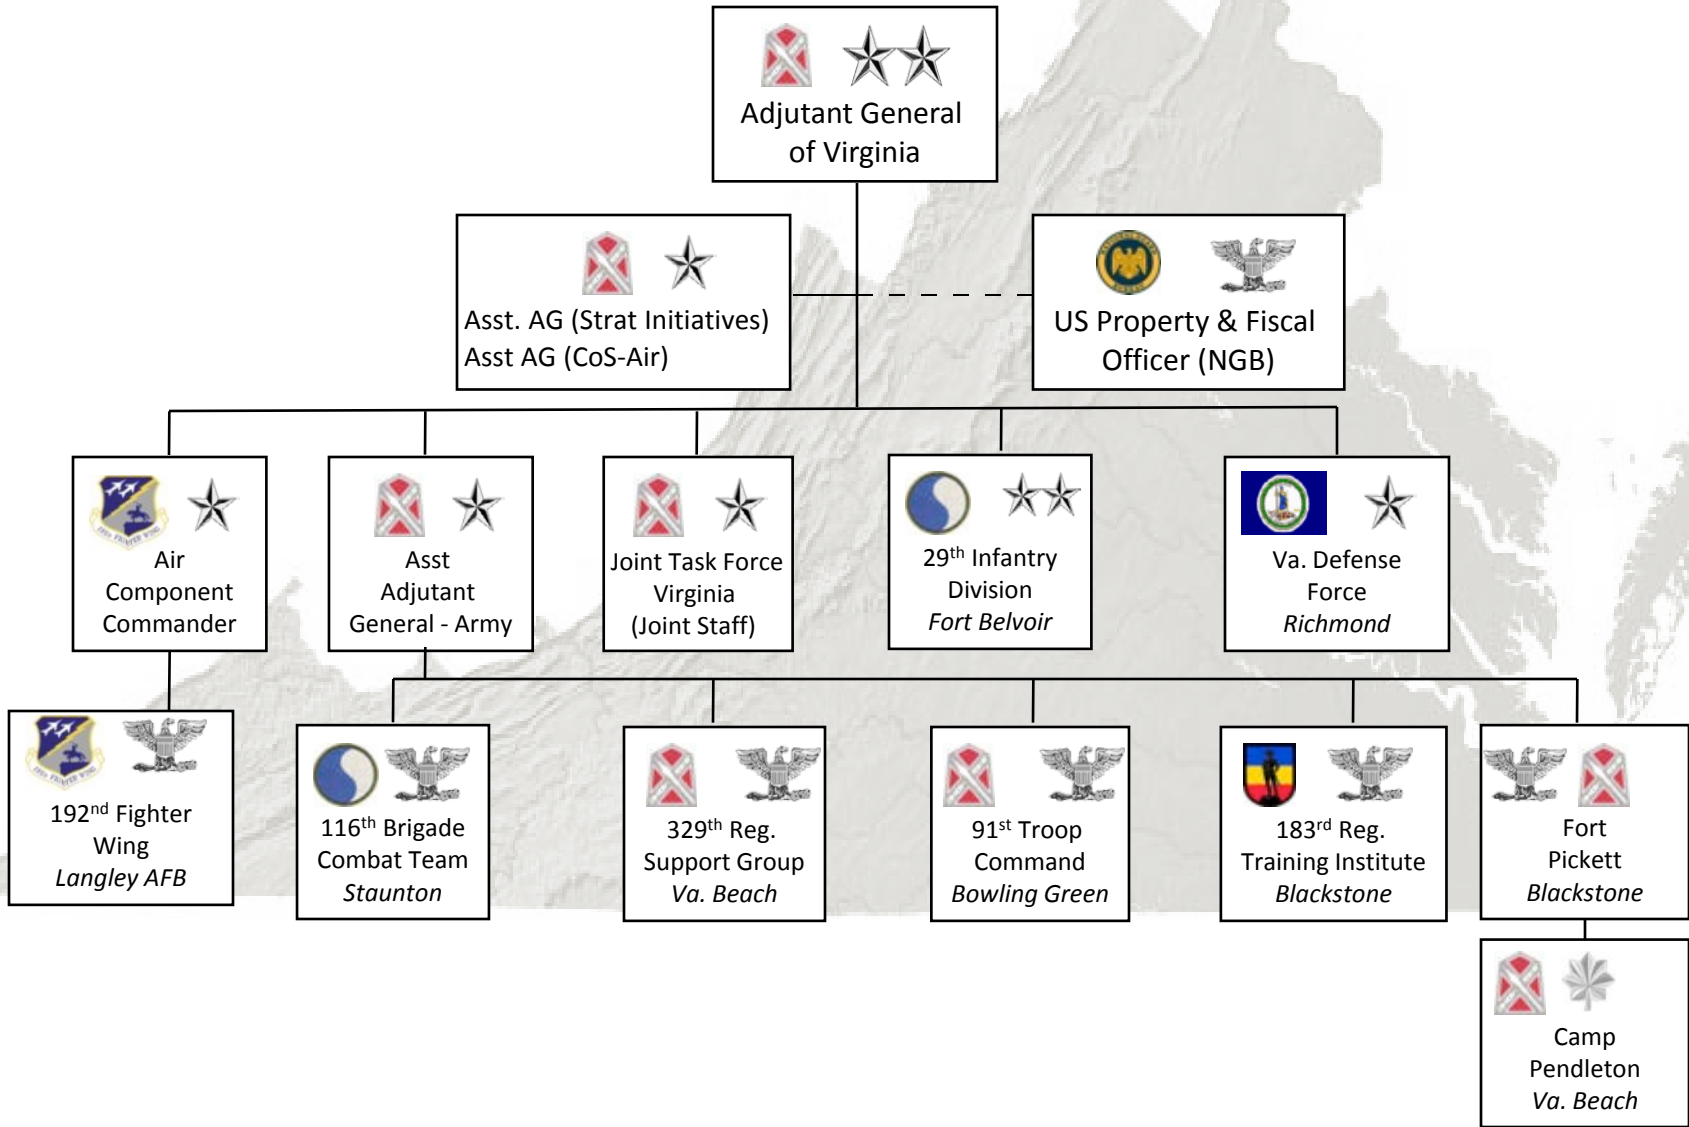 Adjutant General
of Virginia
Asst. AG (Strat Initiatives)
Asst AG (CoS-Air)
US Property & Fiscal
Officer (NGB)
Air
Component
Commander
Asst
Adjutant
General - Army
Joint Task Force
Virginia
(Joint Staff)
29th Infantry
Division
Fort Belvoir
Va. Defense
Force
Richmond
192nd Fighter
Wing
Langley AFB
116th Brigade
Combat Team
Staunton
329th Reg.
Support Group
Va. Beach
91st Troop
Command
Bowling Green
183rd Reg.
Training Institute
Blackstone
Fort
Pickett
Blackstone
Camp
Pendleton
Va. Beach